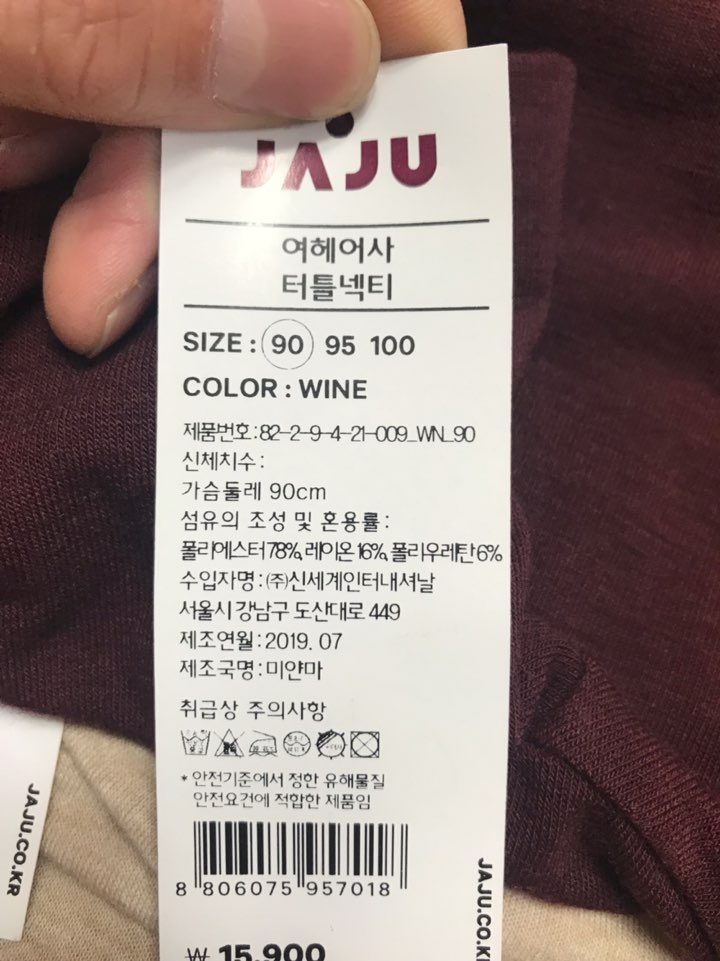 JAJU
여헤어사
터틀넥티
SIZE : 90 95 100
COLOR : WINE
제품번호:82-2-9-4-21-009_WN_90
신체치수:
가슴둘레 90cm
섬유의 조성 및 혼용률:
폴리에스터78%, 레이온 16%, 폴리우레탄6%
수입자명:(주)신세계인터내셔날
서울시 강남구 도산대로 449
제조연월:2019. 07
제조국명:미얀마
취급상 주의사항
* 안전기준에서 정한 유해물질
안전요건에 적합한 제품임
8 806075 957018
₩ 15,900
JAJU.CO.KR
JAJU.CO.KR